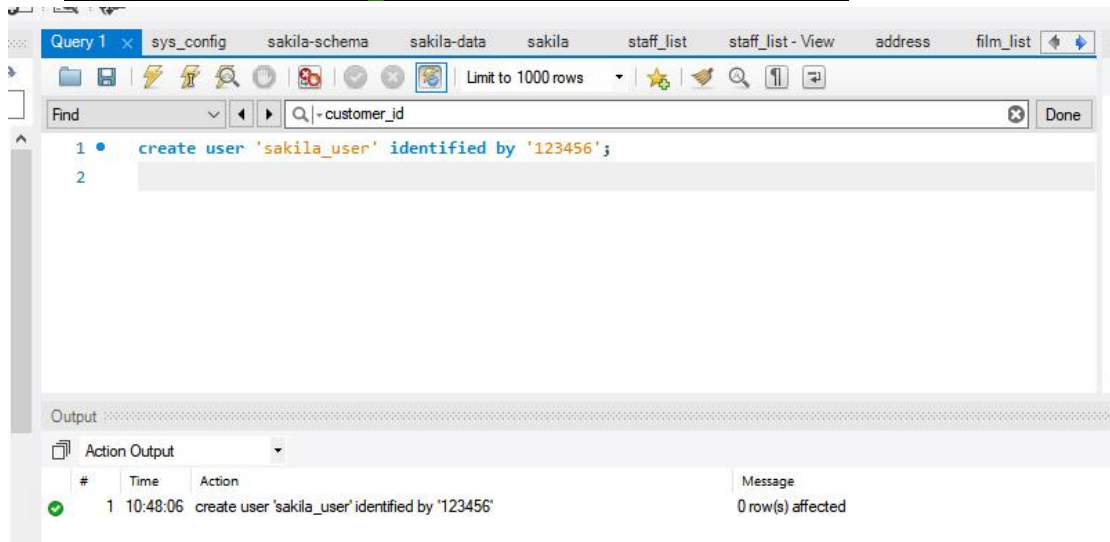 Query 1 sys_config sakila-schema sakila-data sakila staff_list staff_list - View address film_list
Limit to 1000 rows
Find customer_id Done
1 create user 'sakila_user' identified by '123456';
2
Output
Action Output
# Time Action Message
1 10:48:06 create user 'sakila_user' identified by '123456' 0 row(s) affected